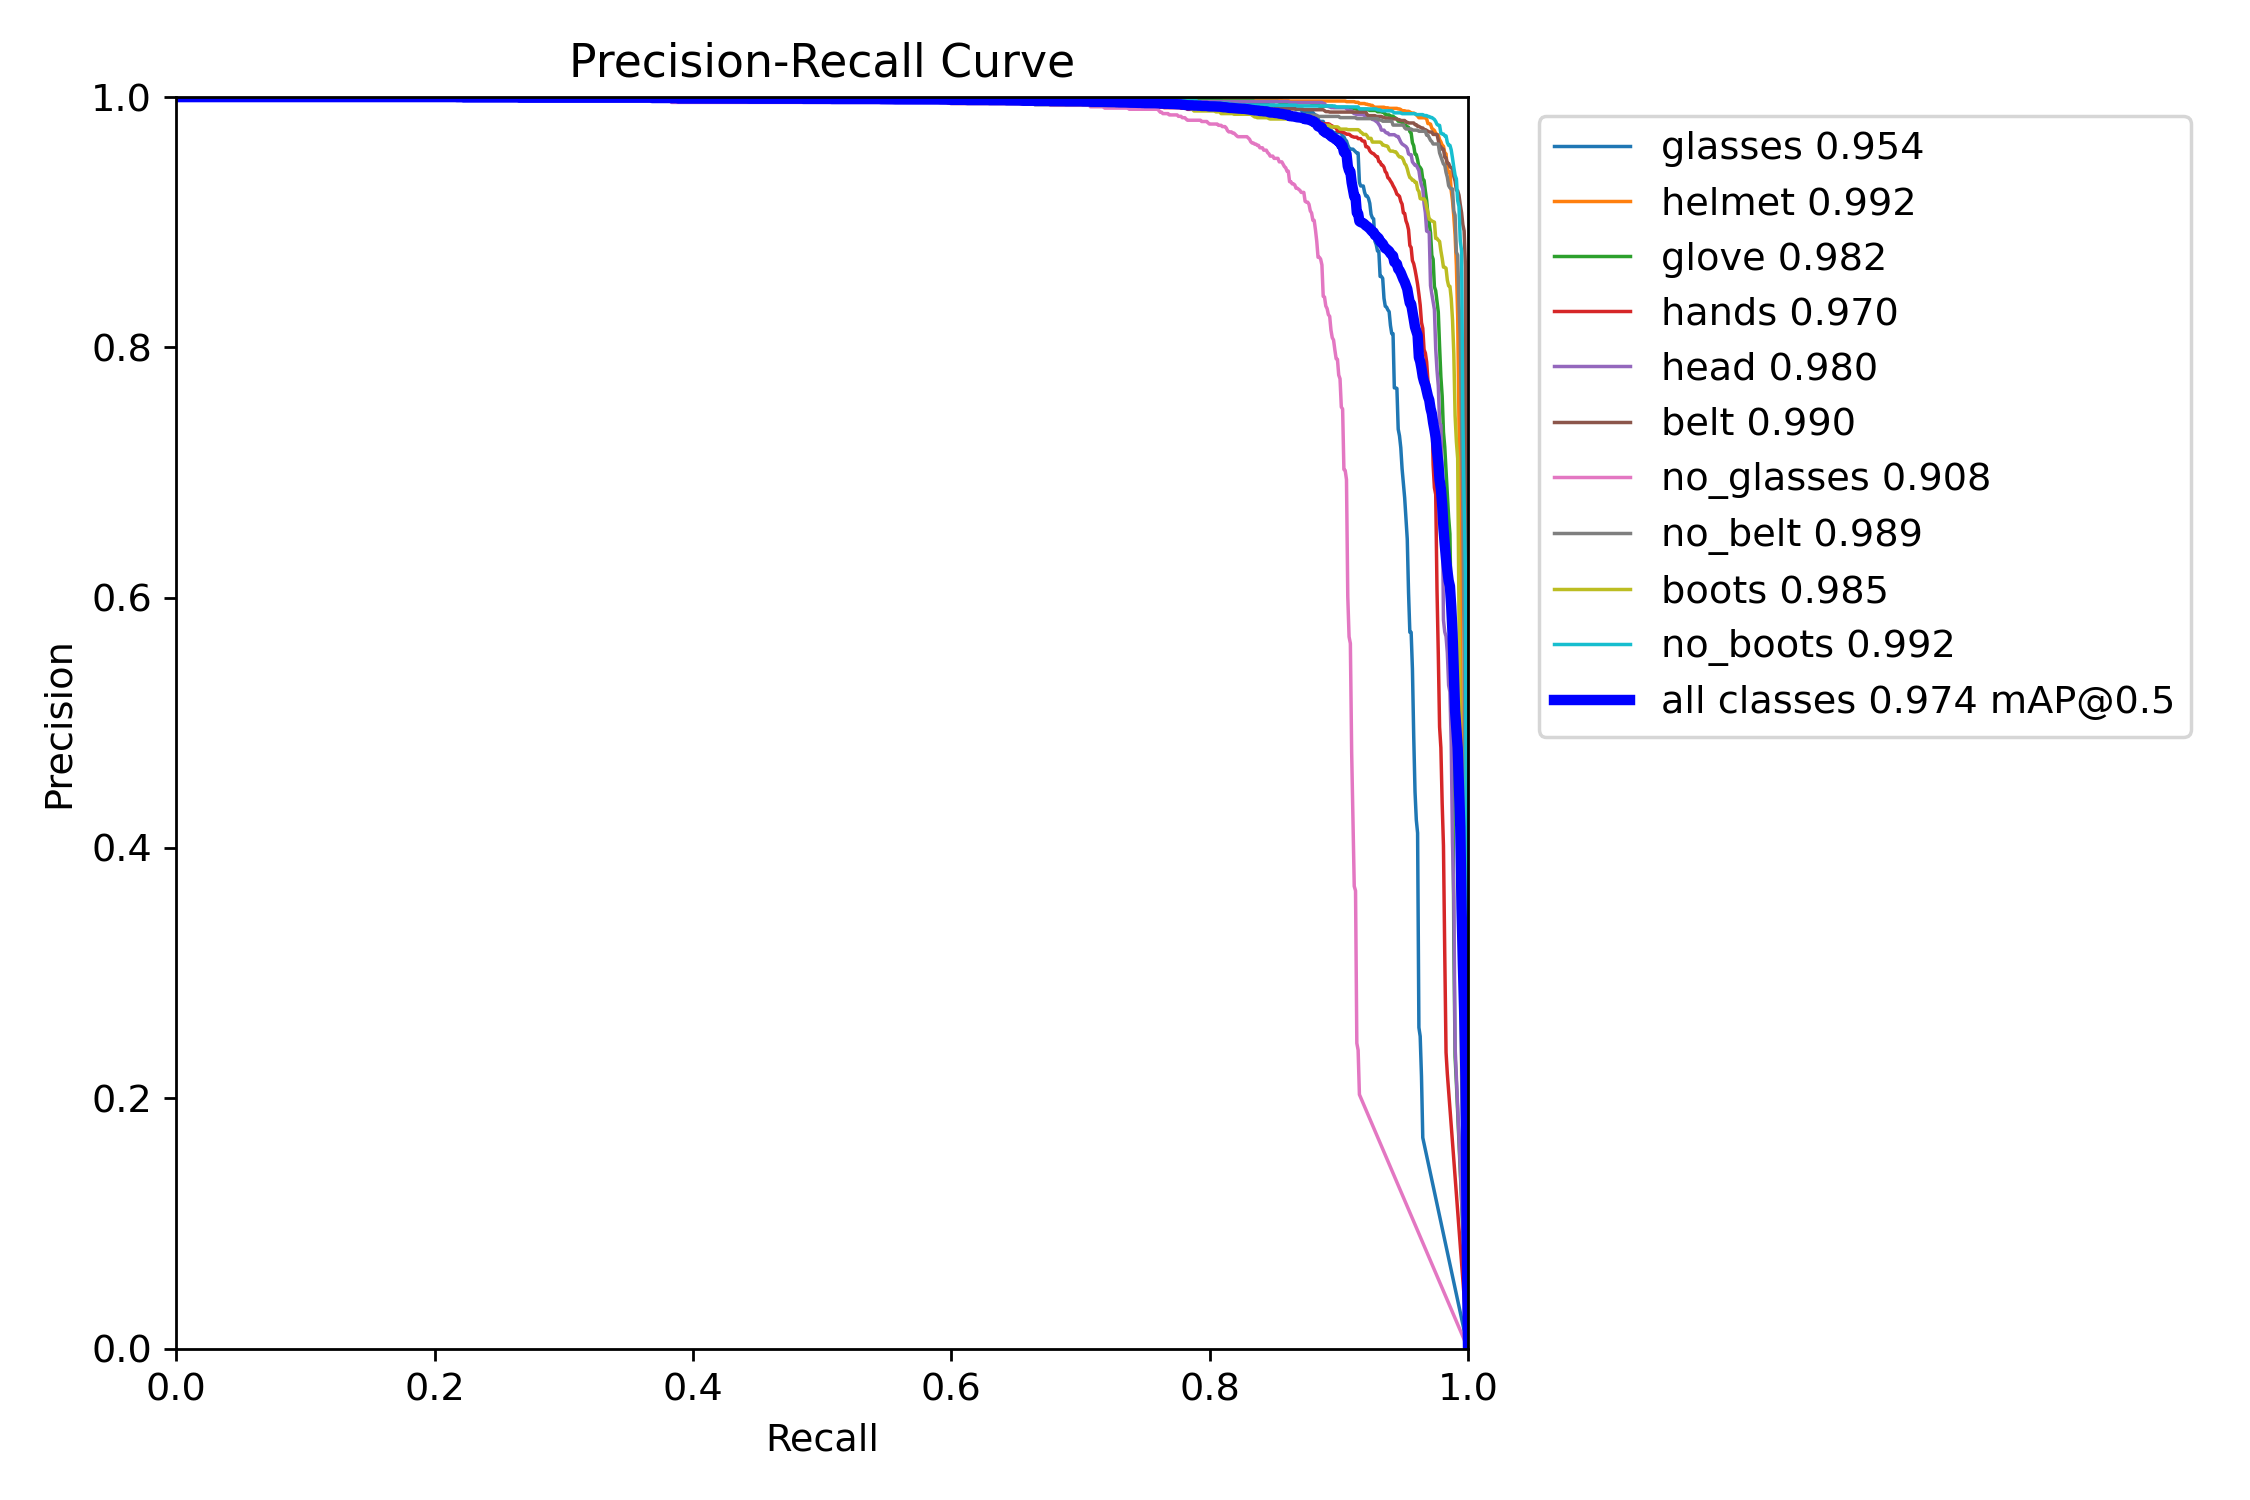 Precision-Recall Curve
1.0
0.8
0.6
0.4
0.2
0.0
Precision
0.0 0.2 0.4 0.6 0.8 1.0
Recall
glasses 0.954
helmet 0.992
glove 0.982
hands 0.970
head 0.980
belt 0.990
no_glasses 0.908
no_belt 0.989
boots 0.985
no_boots 0.992
all classes 0.974 mAP@0.5